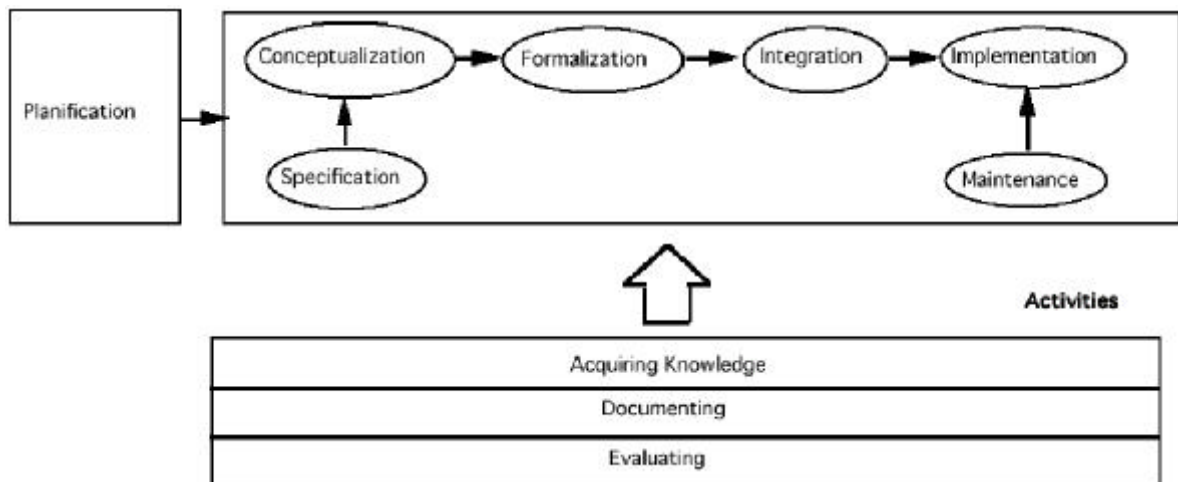 Planification
Conceptualization
Formalization
Integration
Implementation
Specification
Maintenance
Activities
Acquiring Knowledge
Documenting
Evaluating